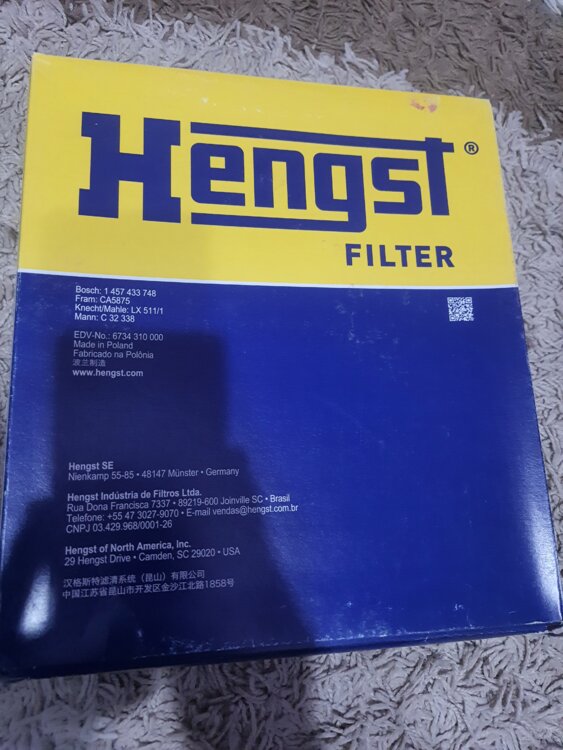 Hengst®
FILTER
Bosch: 1 457 433 748
Fram: CA5875
Knecht/Mahle: LX 511/1
Mann: C 32 338
EDV-No.: 6734 310 000
Made in Poland
Fabricado na Polônia
波兰制造
www.hengst.com
Hengst SE
Nienkamp 55-85 • 48147 Münster • Germany
Hengst Indústria de Filtros Ltda.
Rua Dona Francisca 7337 • 89219-600 Joinville SC • Brasil
Telefone: +55 47 3027-9070 • E-mail vendas@hengst.com.br
CNPJ 03.429.968/0001-26
Hengst of North America, Inc.
29 Hengst Drive • Camden, SC 29020 • USA
汉格斯特滤清系统（昆山）有限公司
中国江苏省昆山市开发区金沙江北路1858号